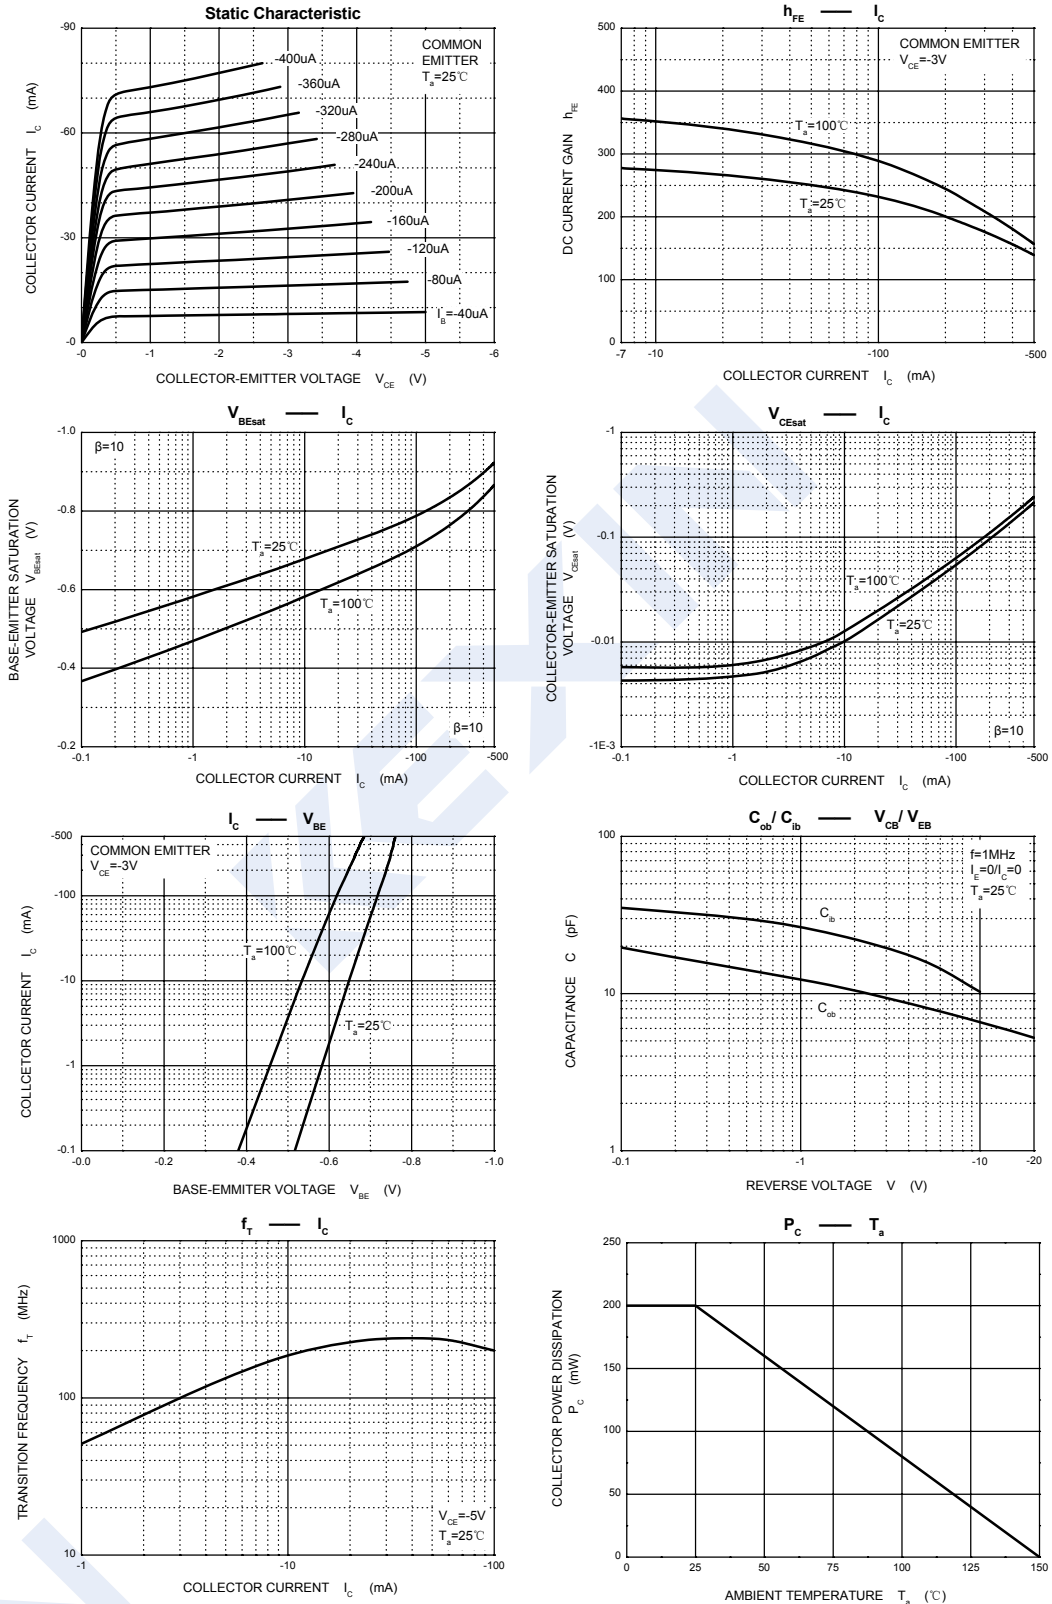 Static Characteristic
COLLECTOR CURRENT I_C (mA)
-90
-60
-30
-0
COMMON
EMITTER
T_a=25℃
-400uA
-360uA
-320uA
-280uA
-240uA
-200uA
-160uA
-120uA
-80uA
I_B=-40uA
-0 -1 -2 -3 -4 -5 -6
COLLECTOR-EMITTER VOLTAGE V_CE (V)
h_FE —— I_C
DC CURRENT GAIN h_FE
500
400
300
200
100
0
COMMON EMITTER
V_CE=-3V
T_a=100℃
T_a=25℃
-7 -10 -100 -500
COLLECTOR CURRENT I_C (mA)
V_BEsat —— I_C
BASE-EMITTER SATURATION
VOLTAGE V_BEsat (V)
-1.0
-0.8
-0.6
-0.4
-0.2
β=10
T_a=25℃
T_a=100℃
β=10
-0.1 -1 -10 -100 -500
COLLECTOR CURRENT I_C (mA)
V_CEsat —— I_C
COLLECTOR-EMITTER SATURATION
VOLTAGE V_CEsat (V)
-1
-0.1
-0.01
-1E-3
T_a=100℃
T_a=25℃
β=10
-0.1 -1 -10 -100 -500
COLLECTOR CURRENT I_C (mA)
I_C —— V_BE
COLLCETOR CURRENT I_C (mA)
-500
-100
-10
-1
-0.1
COMMON EMITTER
V_CE=-3V
T_a=100℃
T_a=25℃
-0.0 -0.2 -0.4 -0.6 -0.8 -1.0
BASE-EMMITER VOLTAGE V_BE (V)
C_ob/ C_ib —— V_CB/ V_EB
CAPACITANCE C (pF)
100
10
1
f=1MHz
I_E=0/I_C=0
T_a=25℃
C_ib
C_ob
-0.1 -1 -10 -20
REVERSE VOLTAGE V (V)
f_T —— I_C
TRANSITION FREQUENCY f_T (MHz)
1000
100
10
V_CE=-5V
T_a=25℃
-1 -10 -100
COLLECTOR CURRENT I_C (mA)
P_C —— T_a
COLLECTOR POWER DISSIPATION
P_C (mW)
250
200
150
100
50
0
0 25 50 75 100 125 150
AMBIENT TEMPERATURE T_a (℃)
KEXIN